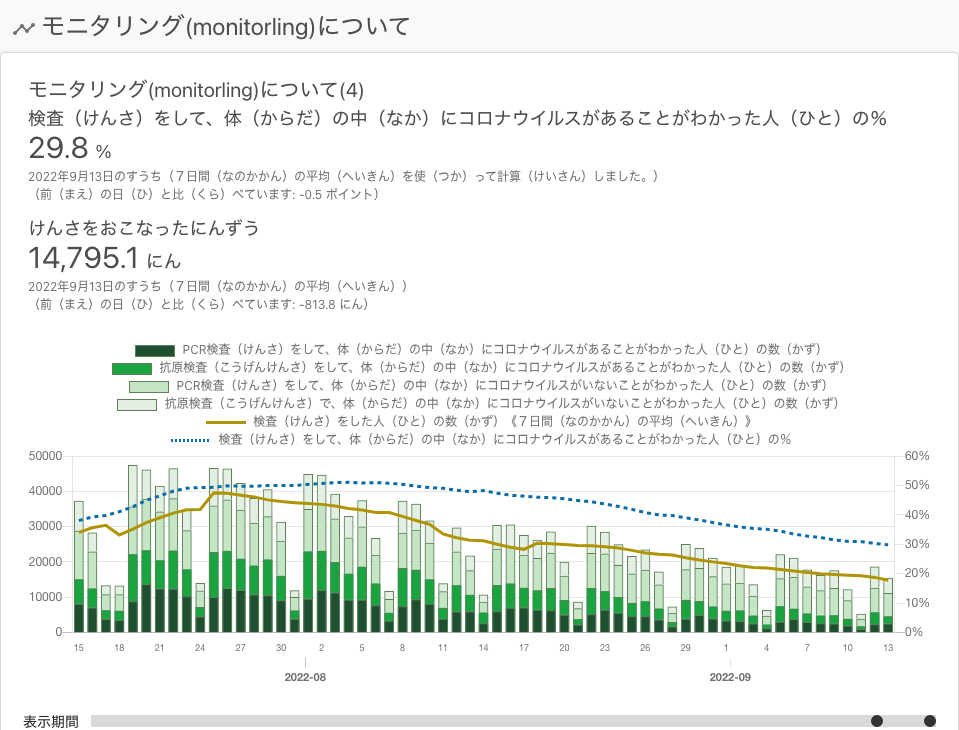 モニタリング(monitorling)について
モニタリング(monitorling)について(4)
検査（けんさ）をして、体（からだ）の中（なか）にコロナウイルスがあることがわかった人（ひと）の%
29.8 %
2022年9月13日のすうち（７日間（なのかかん）の平均（へいきん）を使（つか）って計算（けいさん）しました。）
（前（まえ）の日（ひ）と比（くら）べています: -0.5 ポイント）
けんさをおこなったにんずう
14,795.1 にん
2022年9月13日のすうち（７日間（なのかかん）の平均（へいきん））
（前（まえ）の日（ひ）と比（くら）べています: -813.8 にん）
PCR検査（けんさ）をして、体（からだ）の中（なか）にコロナウイルスがあることがわかった人（ひと）の数（かず）
抗原検査（こうげんけんさ）をして、体（からだ）の中（なか）にコロナウイルスがあることがわかった人（ひと）の数（かず）
PCR検査（けんさ）をして、体（からだ）の中（なか）にコロナウイルスがいないことがわかった人（ひと）の数（かず）
抗原検査（こうげんけんさ）で、体（からだ）の中（なか）にコロナウイルスがいないことがわかった人（ひと）の数（かず）
検査（けんさ）をした人（ひと）の数（かず）《７日間（なのかかん）の平均（へいきん）》
検査（けんさ）をして、体（からだ）の中（なか）にコロナウイルスがあることがわかった人（ひと）の%
50000 60%
40000 50%
30000 40%
20000 30%
10000 20%
0 10%
0%
15 18 21 24 27 30 2 5 8 11 14 17 20 23 26 29 1 4 7 10 13
2022-08 2022-09
表示期間